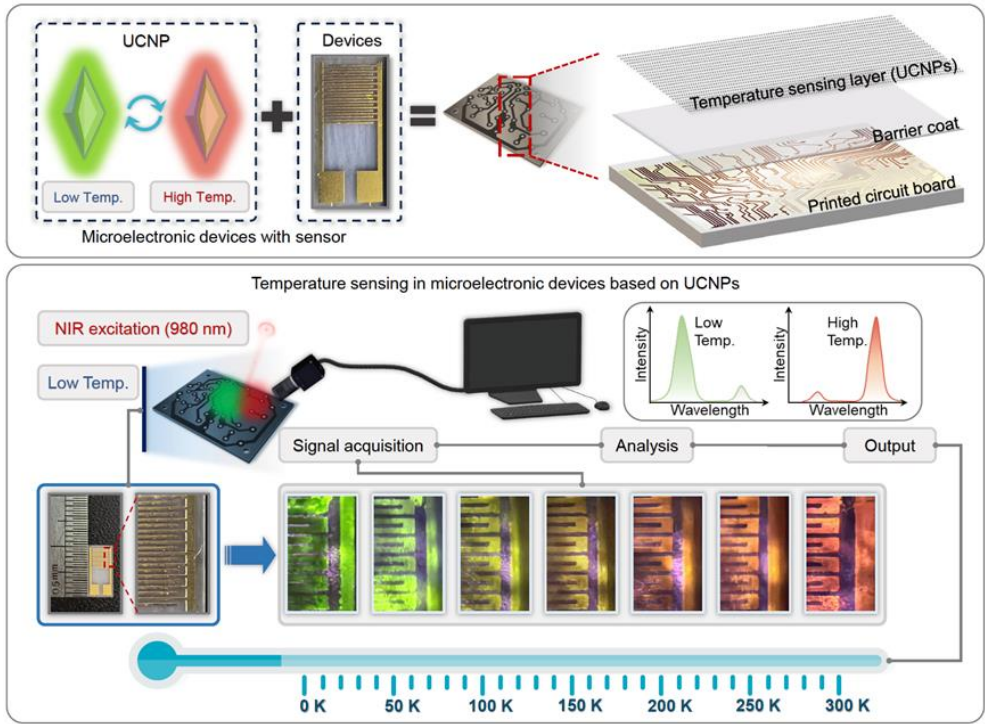 UCNP
Devices
Low Temp.
High Temp.
Microelectronic devices with sensor
Temperature sensing layer (UCNPs)
Barrier coat
Printed circuit board
Temperature sensing in microelectronic devices based on UCNPs
NIR excitation (980 nm)
Low Temp.
Intensity
Low
Temp.
Wavelength
Intensity
High
Temp.
Wavelength
Signal acquisition
Analysis
Output
0.5mm
0 K
50 K
100 K
150 K
200 K
250 K
300 K